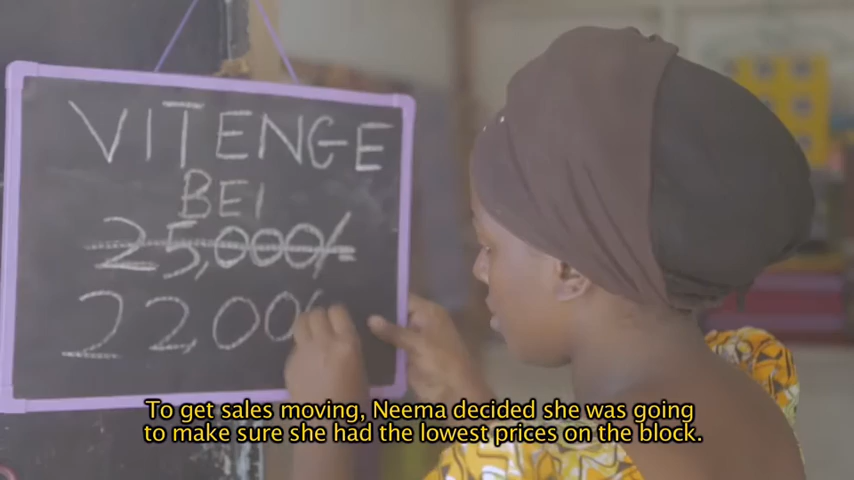 VITENGE
BEI
25,000/=
22,000
To get sales moving, Neema decided she was going
to make sure she had the lowest prices on the block.